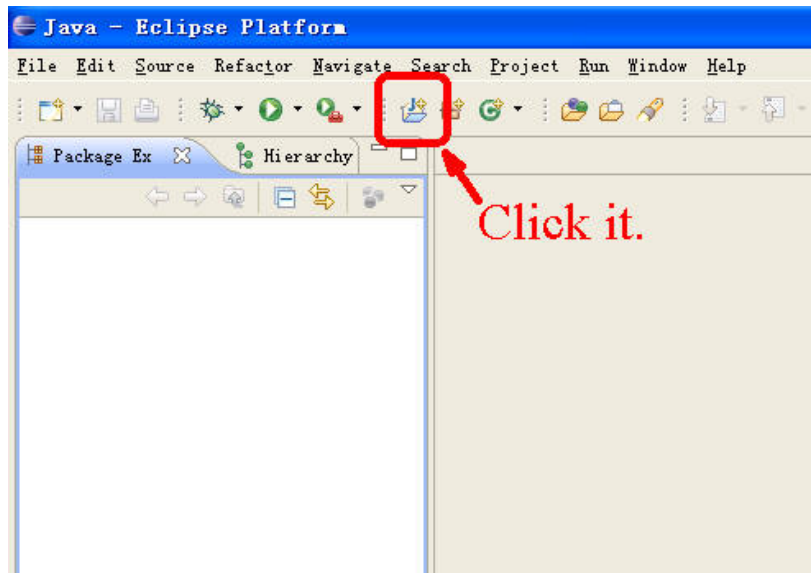 Java - Eclipse Platform
File Edit Source Refactor Navigate Search Project Run Window Help
Package Ex Hierarchy
Click it.